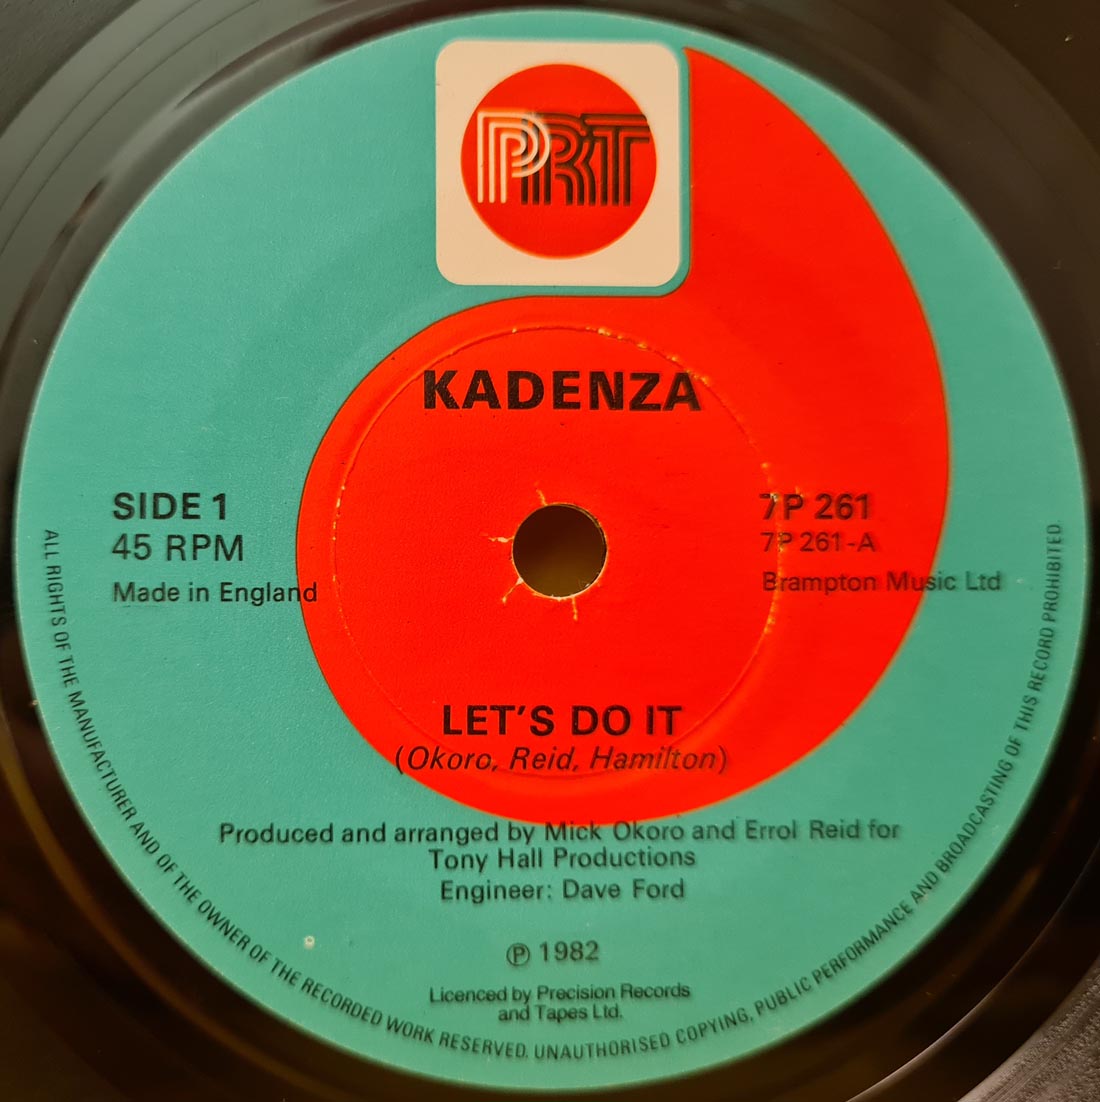 PRT
KADENZA
SIDE 1
45 RPM
Made in England
7P 261
7P 261-A
Brampton Music Ltd
LET'S DO IT
(Okoro, Reid, Hamilton)
Produced and arranged by Mick Okoro and Errol Reid for
Tony Hall Productions
Engineer: Dave Ford
℗ 1982
Licenced by Precision Records
and Tapes Ltd.
ALL RIGHTS OF THE MANUFACTURER AND OF THE OWNER OF THE RECORDED WORK RESERVED. UNAUTHORISED COPYING, PUBLIC PERFORMANCE AND BROADCASTING OF THIS RECORD PROHIBITED.